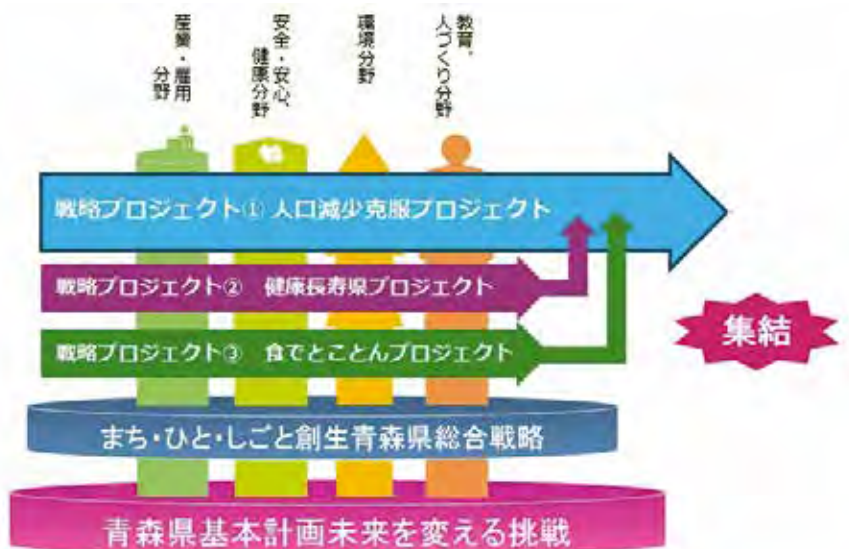 産業・雇用
分野
安全・安心、
健康分野
環境分野
教育、
人づくり分野
戦略プロジェクト① 人口減少克服プロジェクト
戦略プロジェクト② 健康長寿県プロジェクト
戦略プロジェクト③ 食でとことんプロジェクト
集結
まち・ひと・しごと創生青森県総合戦略
青森県基本計画未来を変える挑戦